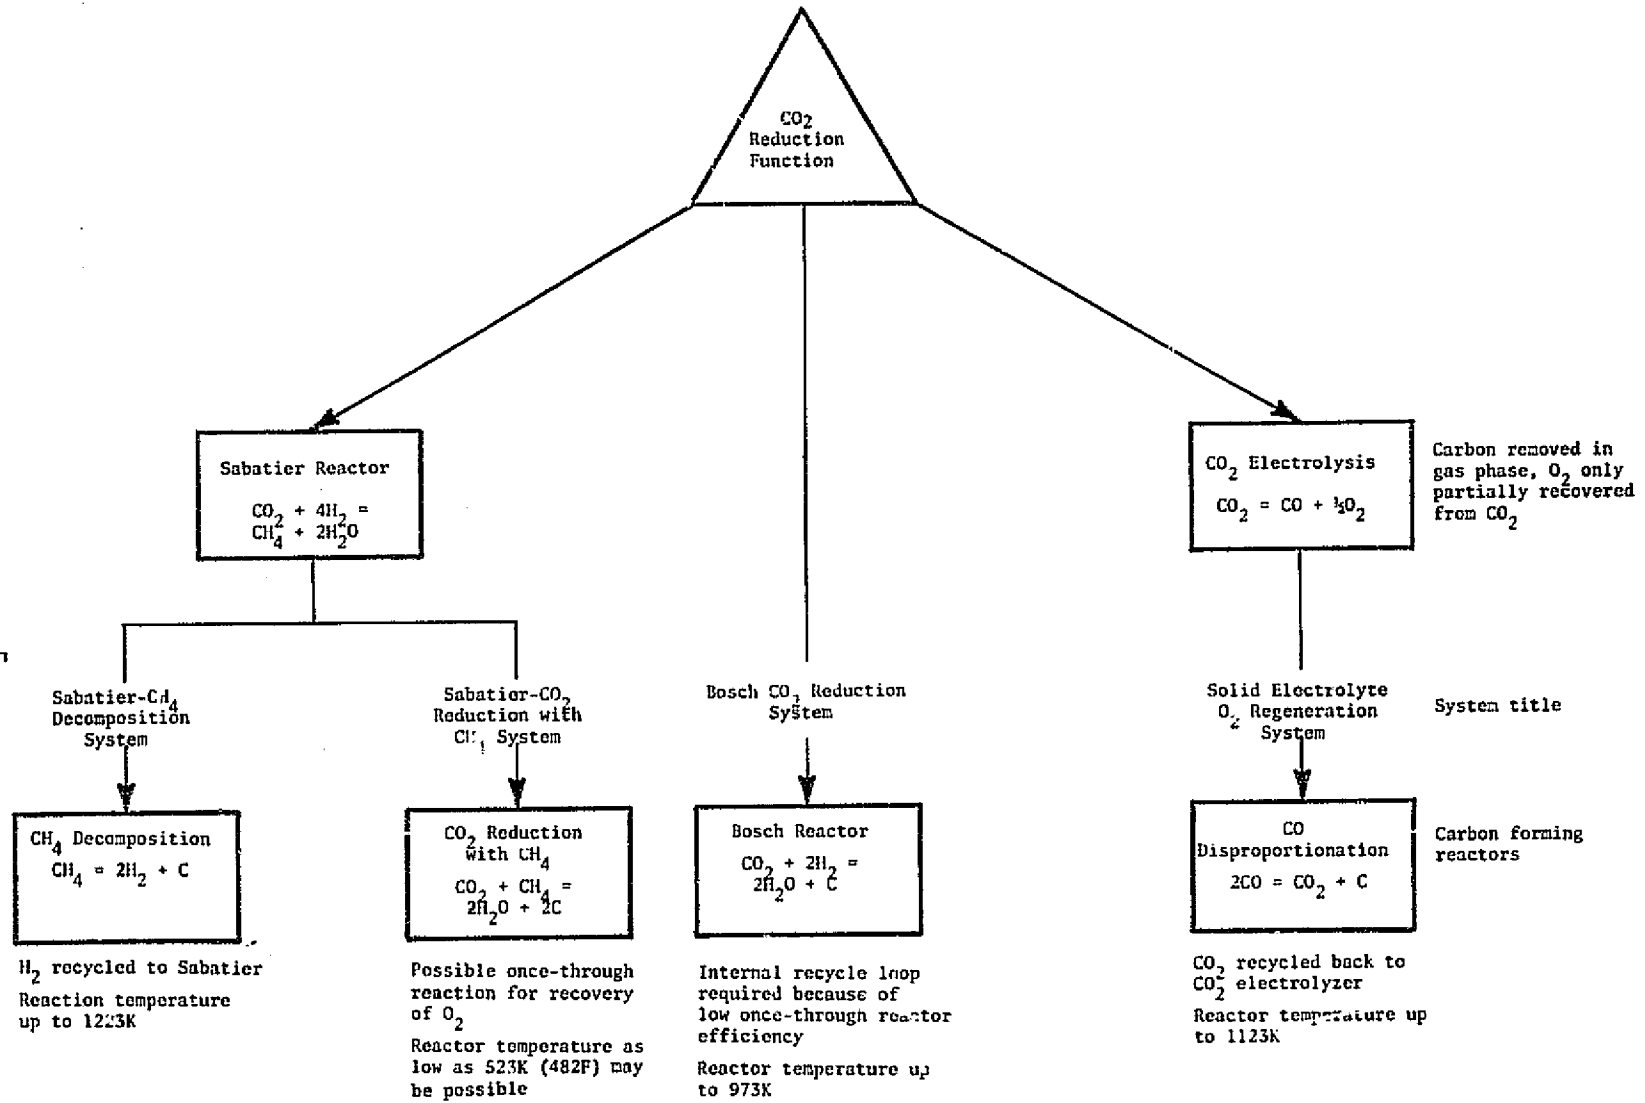 CO2
Reduction
Function
Sabatier Reactor
CO2 + 4H2 =
CH4 + 2H2O
CO2 Electrolysis
CO2 = CO + ½O2
Carbon removed in
gas phase, O2 only
partially recovered
from CO2
Sabatier-CH4
Decomposition
System
Sabatier-CO2
Reduction with
CH4 System
Bosch CO2 Reduction
System
Solid Electrolyte
O2 Regeneration
System
System title
CH4 Decomposition
CH4 = 2H2 + C
CO2 Reduction
with CH4
CO2 + CH4 =
2H2O + 2C
Bosch Reactor
CO2 + 2H2 =
2H2O + C
CO
Disproportionation
2CO = CO2 + C
Carbon forming
reactors
H2 recycled to Sabatier
Reaction temperature
up to 1223K
Possible once-through
reaction for recovery
of O2
Reactor temperature as
low as 523K (482F) may
be possible
Internal recycle loop
required because of
low once-through reactor
efficiency
Reactor temperature up
to 973K
CO2 recycled back to
CO2 electrolyzer
Reactor temperature up
to 1123K